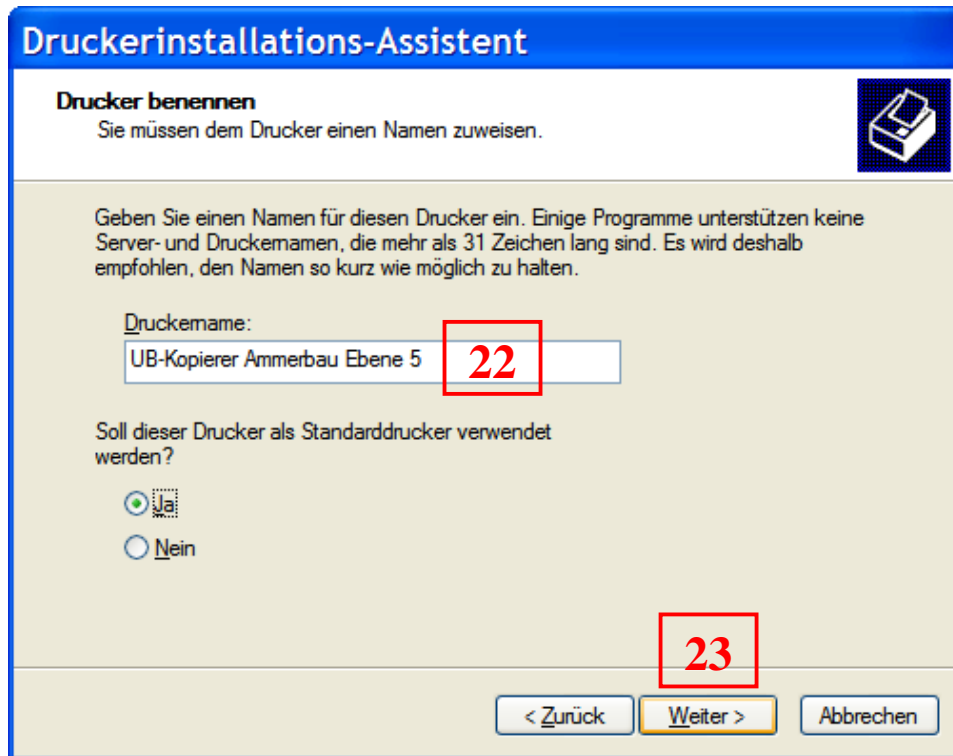 Druckerinstallations-Assistent
Drucker benennen
Sie müssen dem Drucker einen Namen zuweisen.
Geben Sie einen Namen für diesen Drucker ein. Einige Programme unterstützen keine
Server- und Druckernamen, die mehr als 31 Zeichen lang sind. Es wird deshalb
empfohlen, den Namen so kurz wie möglich zu halten.
Druckername:
UB-Kopierer Ammerbau Ebene 5
22
Soll dieser Drucker als Standarddrucker verwendet
werden?
Ja
Nein
23
< Zurück
Weiter >
Abbrechen